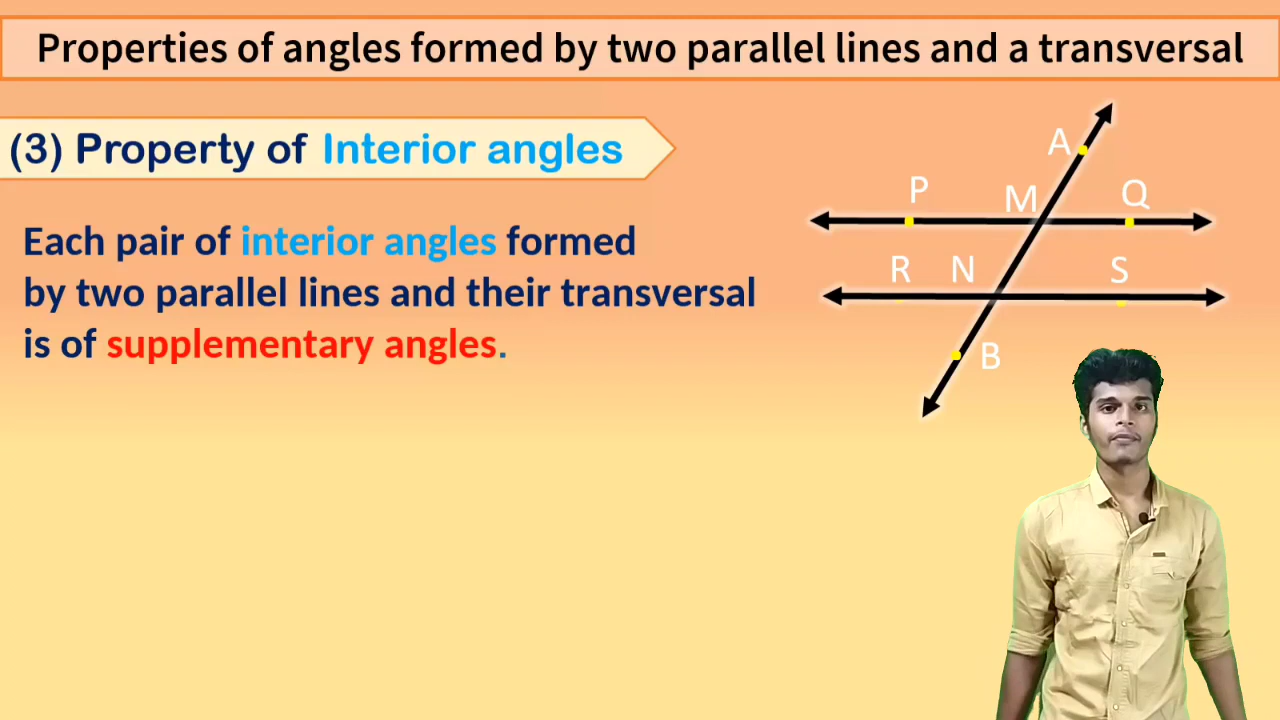 Properties of angles formed by two parallel lines and a transversal
(3) Property of Interior angles
Each pair of interior angles formed
by two parallel lines and their transversal
is of supplementary angles.
A
P M Q
R N S
B